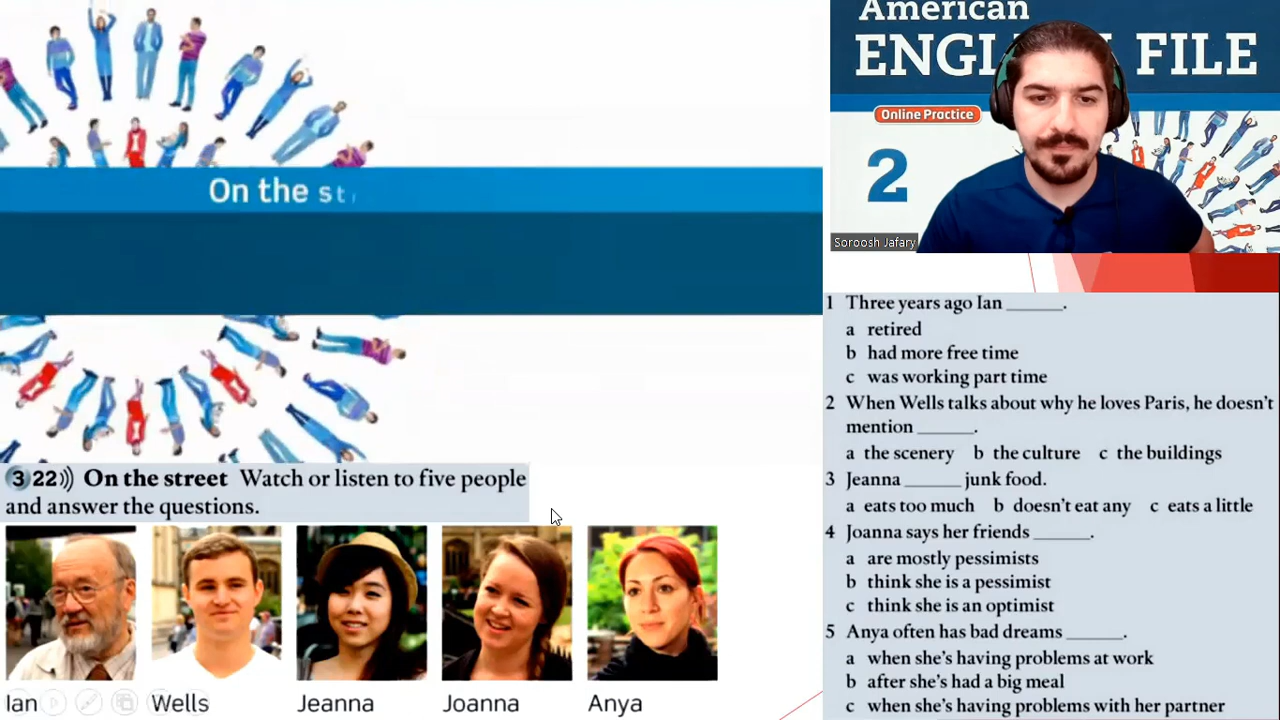 American
ENGL FILE
Online Practice
2
Soroosh Jafary
On the st
3 22)) On the street Watch or listen to five people
and answer the questions.
Ian
Wells
Jeanna
Joanna
Anya
1 Three years ago Ian ______.
a retired
b had more free time
c was working part time
2 When Wells talks about why he loves Paris, he doesn't
mention ______.
a the scenery b the culture c the buildings
3 Jeanna ______ junk food.
a eats too much b doesn't eat any c eats a little
4 Joanna says her friends ______.
a are mostly pessimists
b think she is a pessimist
c think she is an optimist
5 Anya often has bad dreams ______.
a when she's having problems at work
b after she's had a big meal
c when she's having problems with her partner